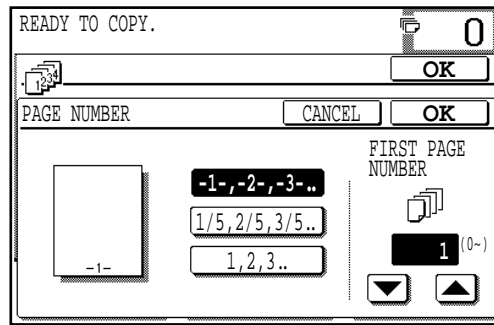 READY TO COPY.
0
1234
OK
PAGE NUMBER
CANCEL
OK
FIRST PAGE
NUMBER
-1-,-2-,-3-..
1/5,2/5,3/5..
1,2,3..
1 (0~)
-1-